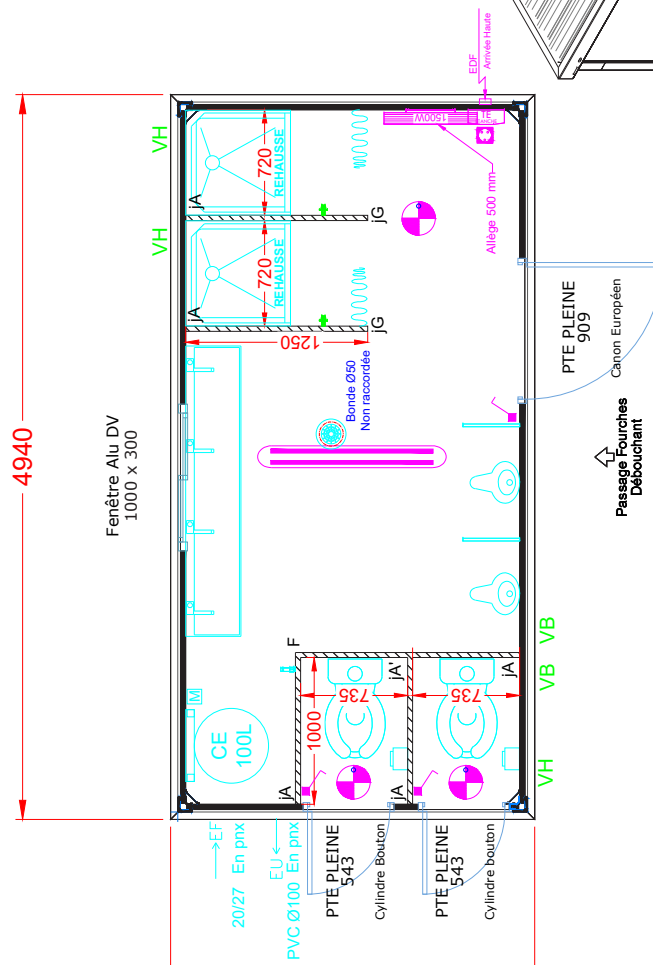 4940
Fenêtre Alu DV
1000 x 300
VH
VH
EDF
Arrivée Haute
1500W
TE
Allège 500 mm
jA
720
REHAUSSE
jA
720
REHAUSSE
jG
jG
1250
Bonde Ø50
Non raccordée
M
CE
100L
F
1000
jA
735
jA'
jA
735
jA
EF
20/27 En pnx
EU
PVC Ø100 En pnx
PTE PLEINE
543
Cylindre Bouton
PTE PLEINE
543
Cylindre bouton
VH
VB
VB
PTE PLEINE
909
Canon Européen
Passage Fourches
Débouchant